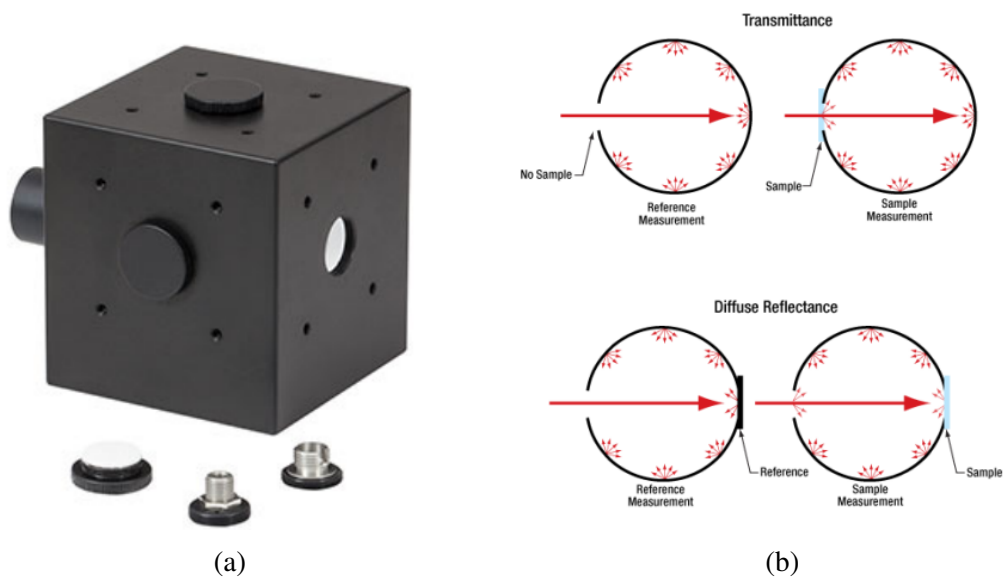 Transmittance
No Sample
Reference
Measurement
Sample
Sample
Measurement
Diffuse Reflectance
Reference
Measurement
Reference
Sample
Measurement
Sample
(a)
(b)